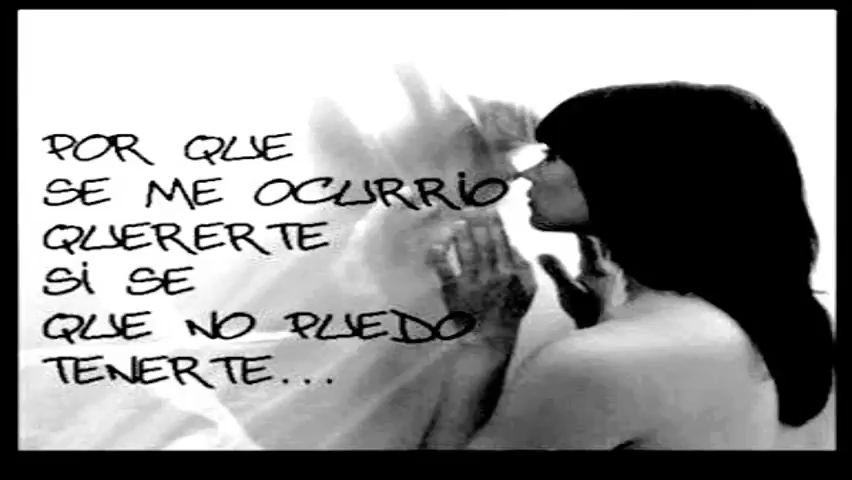 POR QUE
SE ME OCURRIO
QUERERTE
SI SE
QUE NO PUEDO
TENERTE...